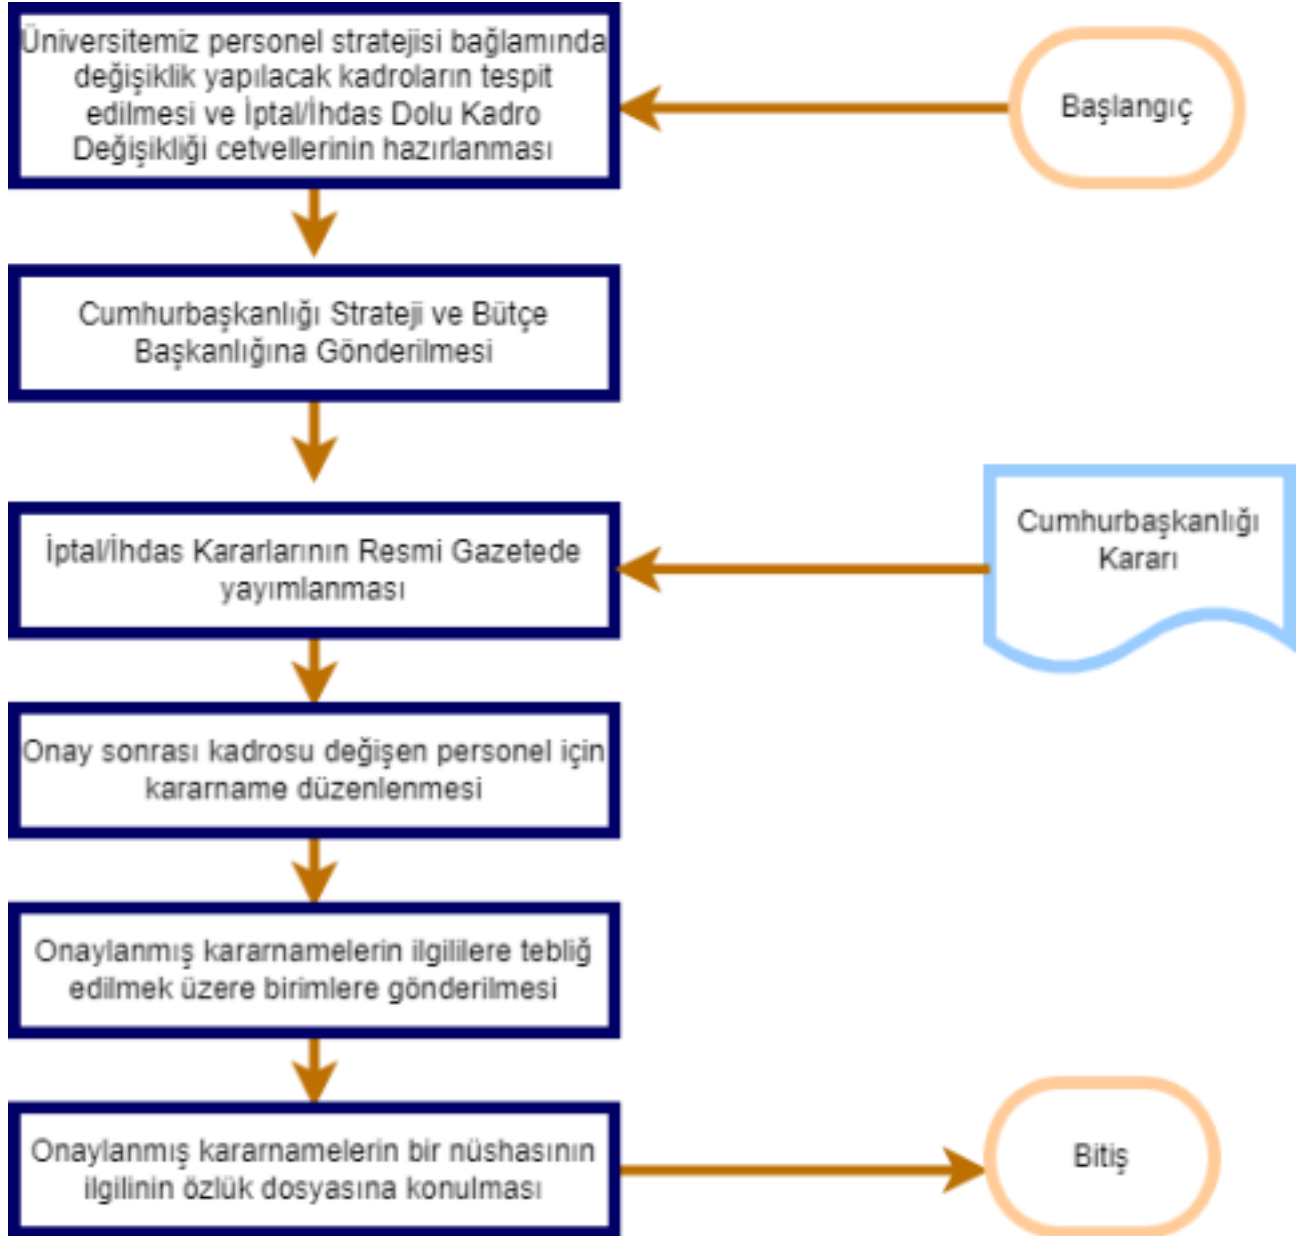 Başlangıç
Üniversitemiz personel stratejisi bağlamında
değişiklik yapılacak kadroların tespit
edilmesi ve İptal/İhdas Dolu Kadro
Değişikliği cetvellerinin hazırlanması
Cumhurbaşkanlığı Strateji ve Bütçe
Başkanlığına Gönderilmesi
Cumhurbaşkanlığı
Kararı
İptal/İhdas Kararlarının Resmi Gazetede
yayımlanması
Onay sonrası kadrosu değişen personel için
kararname düzenlenmesi
Onaylanmış kararnamelerin ilgililere tebliğ
edilmek üzere birimlere gönderilmesi
Onaylanmış kararnamelerin bir nüshasının
ilgilinin özlük dosyasına konulması
Bitiş